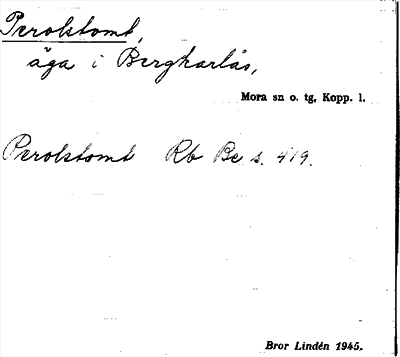 Perolstomt,
äga i Bergkarlås,
Mora sn o. tg, Kopp. l.
Perolstomt Rb Be s. 419.
Bror Lindén 1945.